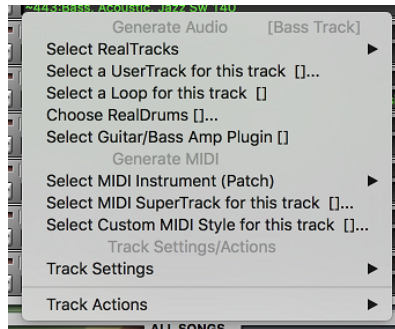 ~443:Bass, Acoustic, Jazz Sw 140
Generate Audio [Bass Track]
Select RealTracks
Select a UserTrack for this track []...
Select a Loop for this track []
Choose RealDrums []...
Select Guitar/Bass Amp Plugin []
Generate MIDI
Select MIDI Instrument (Patch)
Select MIDI SuperTrack for this track []...
Select Custom MIDI Style for this track []...
Track Settings/Actions
Track Settings
Track Actions
ALL SONGS